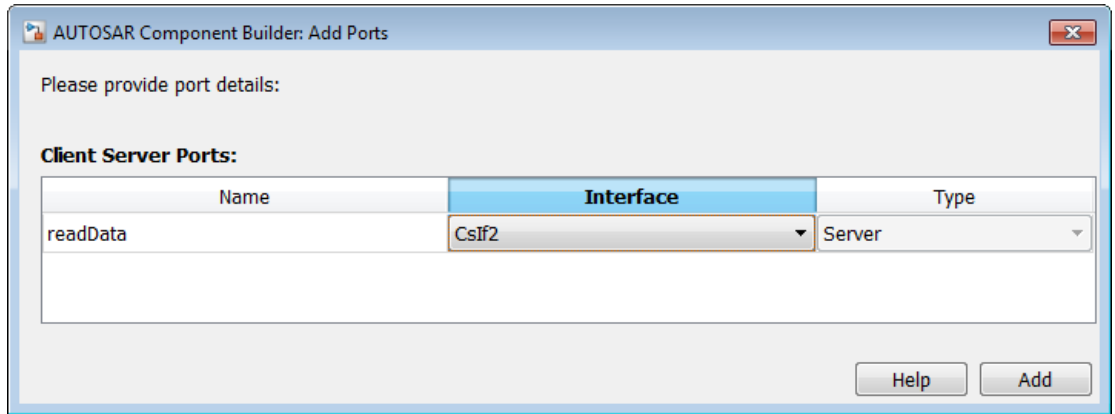 AUTOSAR Component Builder: Add Ports
Please provide port details:
Client Server Ports:
Name Interface Type
readData CsIf2 Server
Help Add